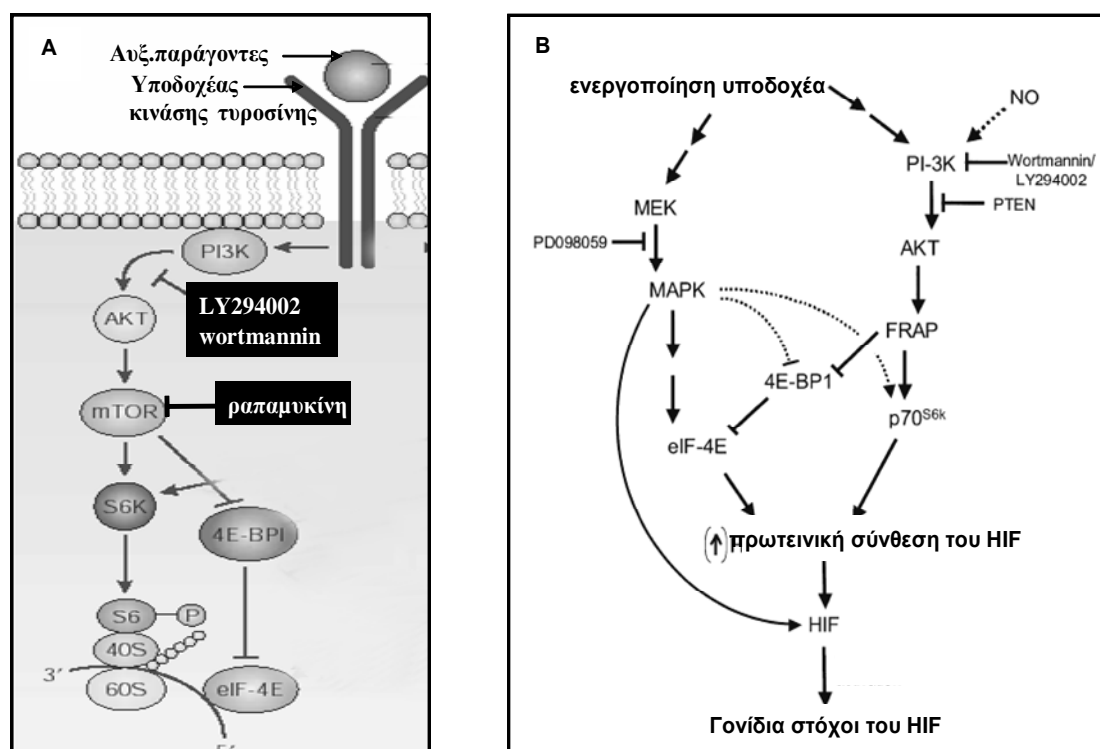 A
Αυξ.παράγοντες
Υποδοχέας
κινάσης τυροσίνης
PI3K
LY294002
wortmannin
AKT
mTOR
ραπαμυκίνη
S6K
4E-BPI
S6
P
40S
3′
60S
eIF-4E
5′
B
ενεργοποίηση υποδοχέα
NO
PI-3K
Wortmannin/
LY294002
MEK
PTEN
PD098059
AKT
MAPK
FRAP
4E-BP1
p70S6k
eIF-4E
(↑) πρωτεινική σύνθεση του HIF
HIF
Γονίδια στόχοι του HIF